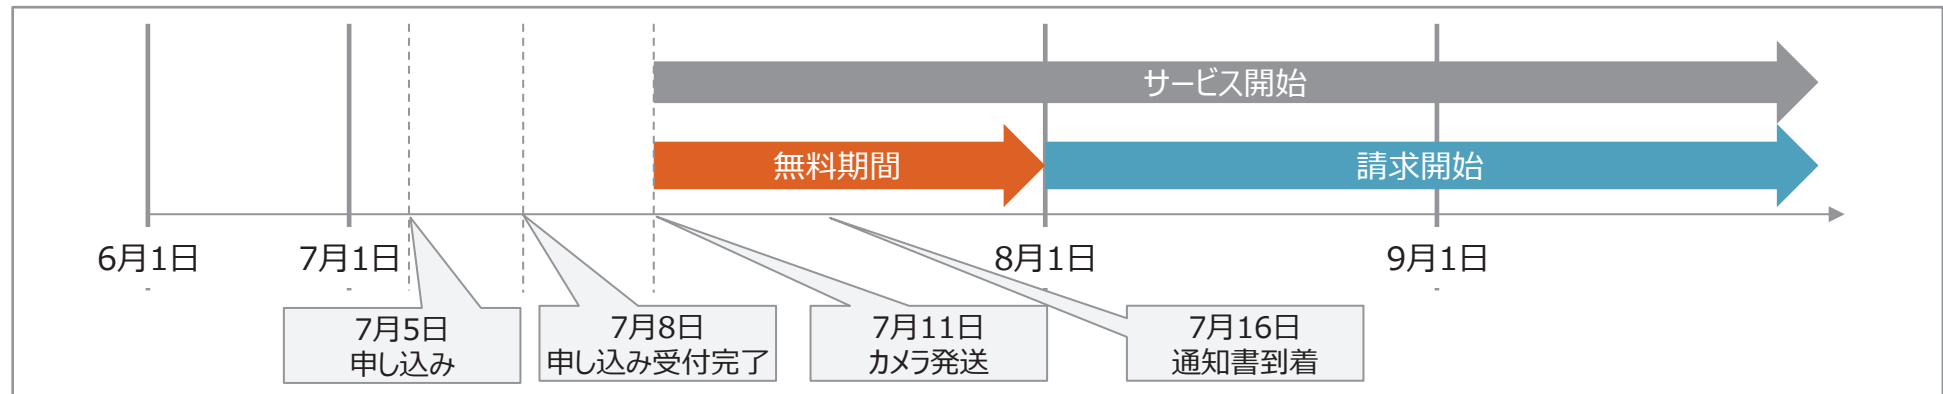 サービス開始
無料期間
請求開始
6月1日
7月1日
8月1日
9月1日
7月5日
申し込み
7月8日
申し込み受付完了
7月11日
カメラ発送
7月16日
通知書到着